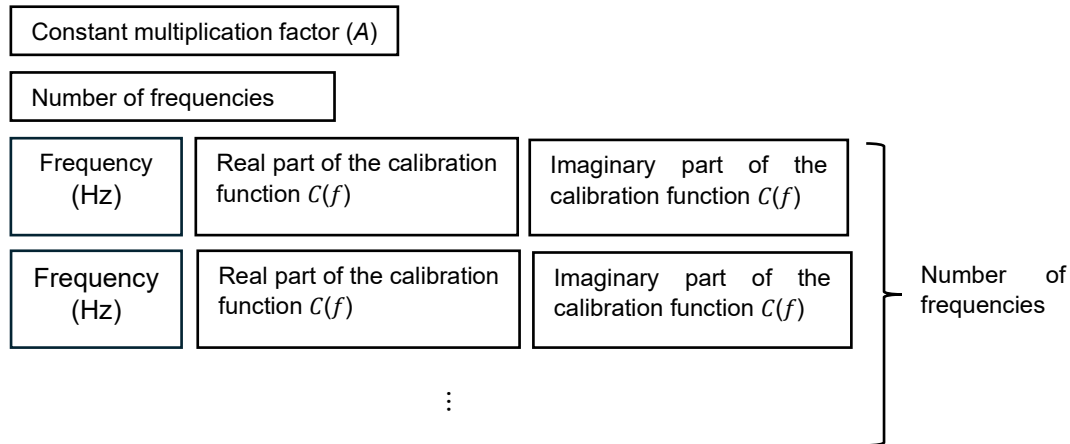 Constant multiplication factor (A)
Number of frequencies
Frequency
(Hz)
Real part of the calibration
function C(f)
Imaginary part of the
calibration function C(f)
Frequency
(Hz)
Real part of the calibration
function C(f)
Imaginary part of the
calibration function C(f)
Number of
frequencies
⋮